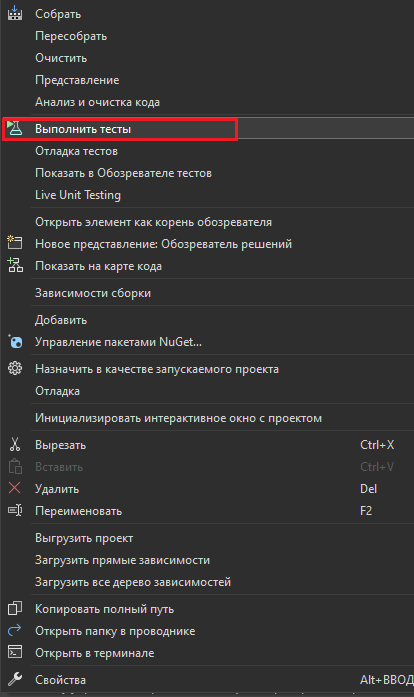 Собрать
Пересобрать
Очистить
Представление
Анализ и очистка кода
Выполнить тесты
Отладка тестов
Показать в Обозревателе тестов
Live Unit Testing
Открыть элемент как корень обозревателя
Новое представление: Обозреватель решений
Показать на карте кода
Зависимости сборки
Добавить
Управление пакетами NuGet...
Назначить в качестве запускаемого проекта
Отладка
Инициализировать интерактивное окно с проектом
Вырезать Ctrl+X
Вставить Ctrl+V
Удалить Del
Переименовать F2
Выгрузить проект
Загрузить прямые зависимости
Загрузить все дерево зависимостей
Копировать полный путь
Открыть папку в проводнике
Открыть в терминале
Свойства Alt+ВВОД